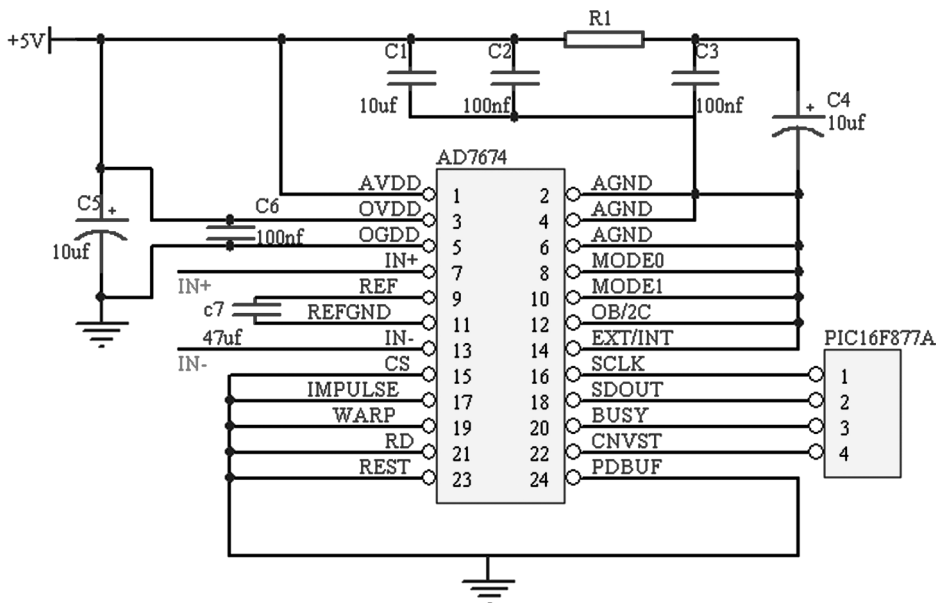 +5V
R1
C1
C2
C3
10uf
100nf
100nf
C4
10uf
AD7674
AVDD 1 2 AGND
C5
C6
OVDD 3 4 AGND
10uf
100nf
OGDD 5 6 AGND
IN+
IN+ 7 8 MODE0
c7
REF 9 10 MODE1
REFGND 11 12 OB/2C
47uf
IN-
IN- 13 14 EXT/INT
PIC16F877A
CS 15 16 SCLK 1
IMPULSE 17 18 SDOUT 2
WARP 19 20 BUSY 3
RD 21 22 CNVST 4
REST 23 24 PDBUF